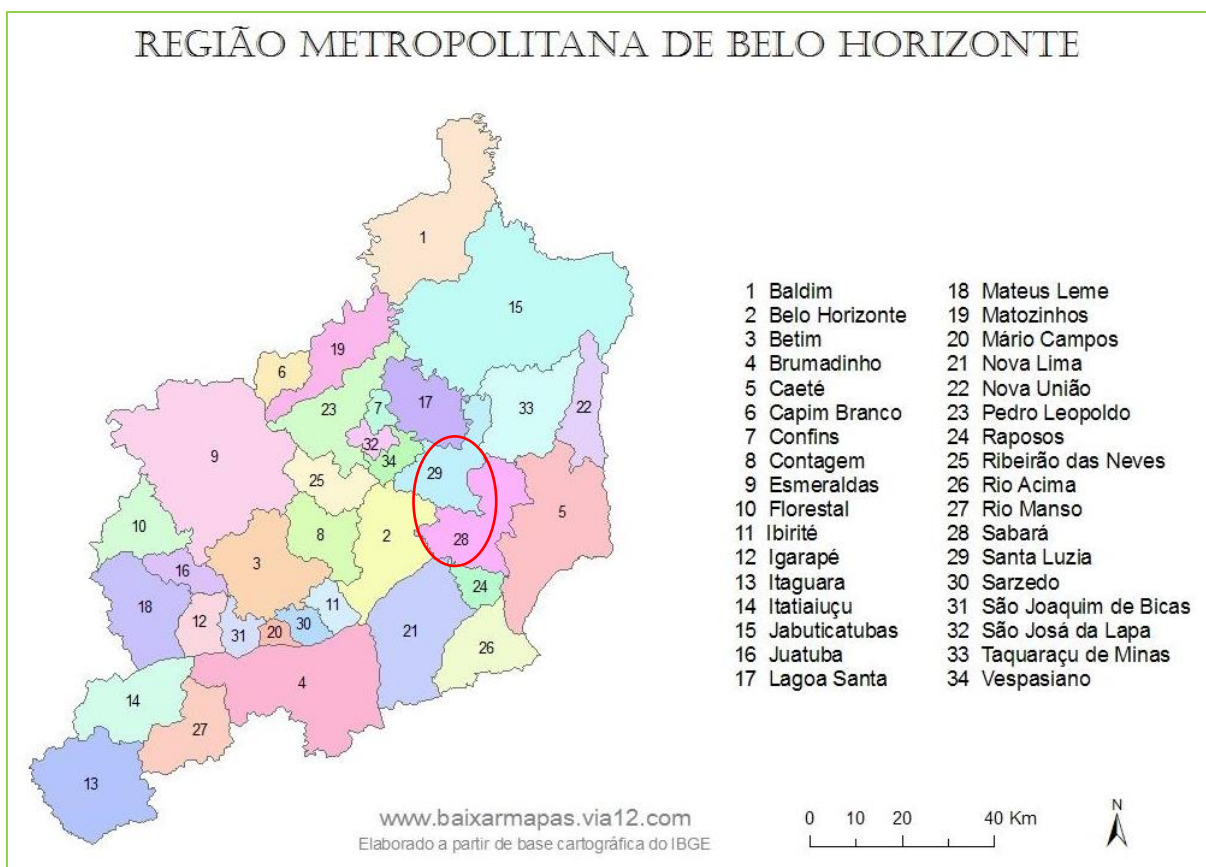 REGIÃO METROPOLITANA DE BELO HORIZONTE
1
15
19
6
17
33
22
23
7
32
34
9
29
25
5
10
8
2
28
16
3
24
18
12
11
31
20
30
21
26
4
14
27
13
1 Baldim
2 Belo Horizonte
3 Betim
4 Brumadinho
5 Caeté
6 Capim Branco
7 Confins
8 Contagem
9 Esmeraldas
10 Florestal
11 Ibirité
12 Igarapé
13 Itaguara
14 Itatiaiuçu
15 Jabuticatubas
16 Juatuba
17 Lagoa Santa
18 Mateus Leme
19 Matozinhos
20 Mário Campos
21 Nova Lima
22 Nova União
23 Pedro Leopoldo
24 Raposos
25 Ribeirão das Neves
26 Rio Acima
27 Rio Manso
28 Sabará
29 Santa Luzia
30 Sarzedo
31 São Joaquim de Bicas
32 São Josá da Lapa
33 Taquaraçu de Minas
34 Vespasiano
www.baixarmapas.via12.com
Elaborado a partir de base cartográfica do IBGE
0 10 20 40 Km
N